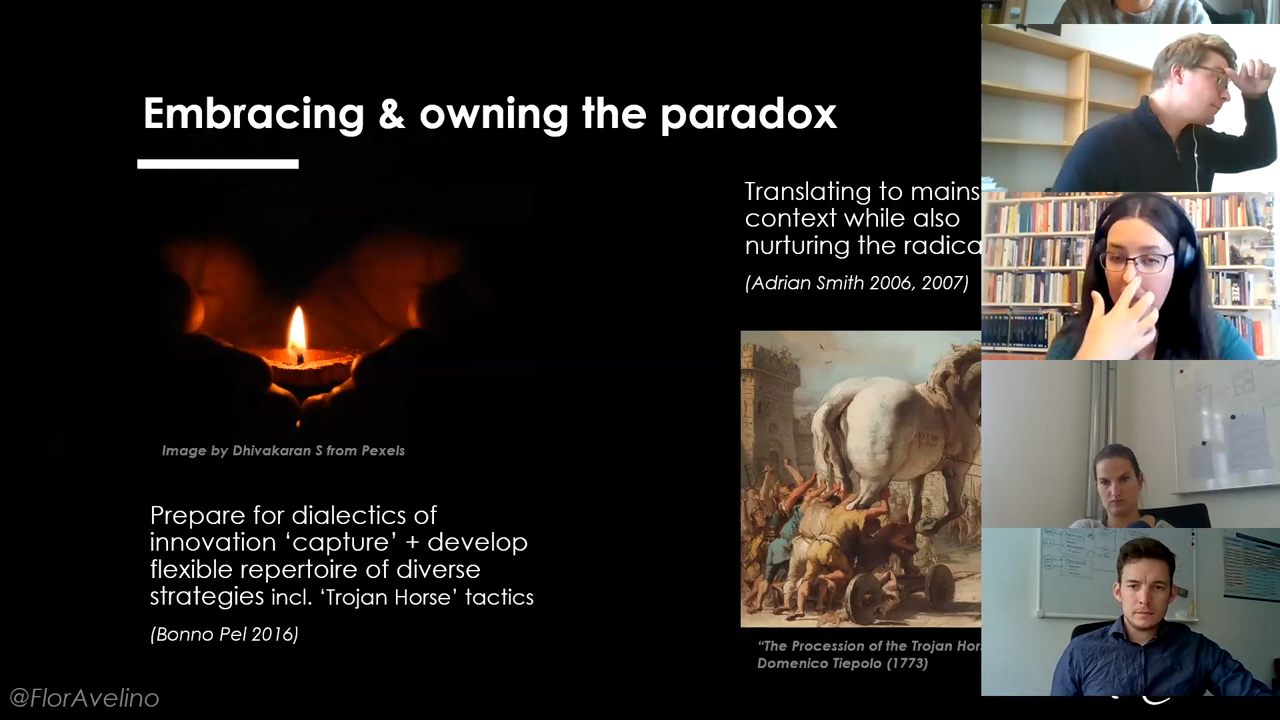 Embracing & owning the paradox
Translating to mains
context while also
nurturing the radica
(Adrian Smith 2006, 2007)
Image by Dhivakaran S from Pexels
Prepare for dialectics of
innovation ‘capture’ + develop
flexible repertoire of diverse
strategies incl. ‘Trojan Horse’ tactics
(Bonno Pel 2016)
“The Procession of the Trojan Hor
Domenico Tiepolo (1773)
@FlorAvelino